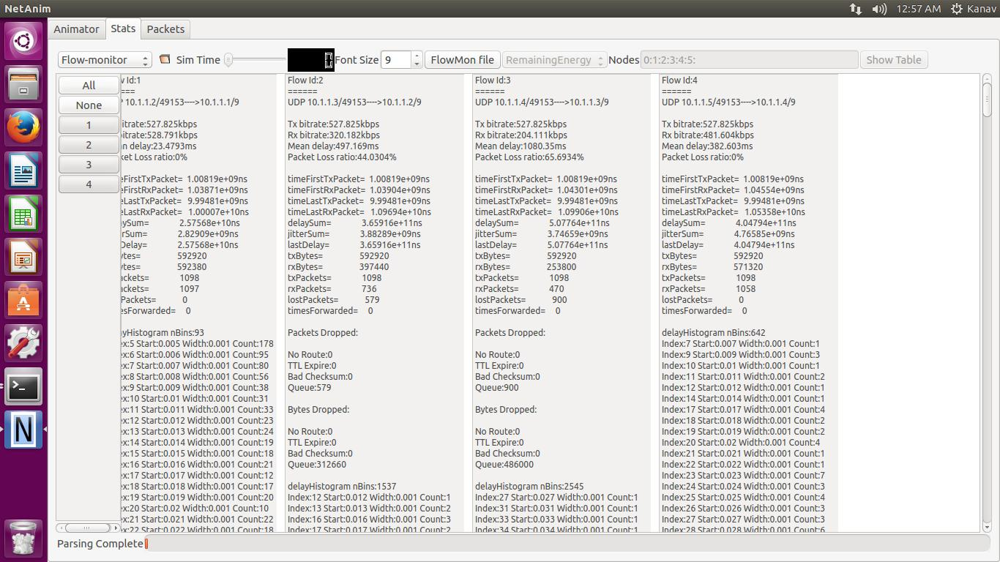 NetAnim
12:57 AM
Kanav
Animator
Stats
Packets
Flow-monitor
Sim Time
0
Font Size
9
FlowMon file
RemainingEnergy
Nodes
0:1:2:3:4:5:
Show Table
All
None
1
2
3
4
w Id:1
====
P 10.1.1.2/49153---->10.1.1.1/9
bitrate:527.825kbps
bitrate:528.791kbps
n delay:23.4793ms
ket Loss ratio:0%
eFirstTxPacket= 1.00819e+09ns
eFirstRxPacket= 1.03871e+09ns
eLastTxPacket= 9.99481e+09ns
eLastRxPacket= 1.00007e+10ns
aySum= 2.57568e+10ns
erSum= 2.82909e+09ns
Delay= 2.57568e+10ns
ytes= 592920
ytes= 592380
ackets= 1098
ackets= 1097
tPackets= 0
esForwarded= 0
ayHistogram nBins:93
ex:5 Start:0.005 Width:0.001 Count:178
ex:6 Start:0.006 Width:0.001 Count:95
ex:7 Start:0.007 Width:0.001 Count:80
ex:8 Start:0.008 Width:0.001 Count:56
ex:9 Start:0.009 Width:0.001 Count:38
ex:10 Start:0.01 Width:0.001 Count:31
ex:11 Start:0.011 Width:0.001 Count:33
ex:12 Start:0.012 Width:0.001 Count:23
ex:13 Start:0.013 Width:0.001 Count:24
ex:14 Start:0.014 Width:0.001 Count:19
ex:15 Start:0.015 Width:0.001 Count:18
ex:16 Start:0.016 Width:0.001 Count:21
ex:17 Start:0.017 Width:0.001 Count:12
ex:18 Start:0.018 Width:0.001 Count:17
ex:19 Start:0.019 Width:0.001 Count:20
ex:20 Start:0.02 Width:0.001 Count:10
ex:21 Start:0.021 Width:0.001 Count:22
ex:22 Start:0.022 Width:0.001 Count:18
Flow Id:2
======
UDP 10.1.1.3/49153---->10.1.1.2/9
Tx bitrate:527.825kbps
Rx bitrate:320.182kbps
Mean delay:497.169ms
Packet Loss ratio:44.0304%
timeFirstTxPacket= 1.00819e+09ns
timeFirstRxPacket= 1.03904e+09ns
timeLastTxPacket= 9.99481e+09ns
timeLastRxPacket= 1.09694e+10ns
delaySum= 3.65916e+11ns
jitterSum= 3.88289e+09ns
lastDelay= 3.65916e+11ns
txBytes= 592920
rxBytes= 397440
txPackets= 1098
rxPackets= 736
lostPackets= 579
timesForwarded= 0
Packets Dropped:
No Route:0
TTL Expire:0
Bad Checksum:0
Queue:579
Bytes Dropped:
No Route:0
TTL Expire:0
Bad Checksum:0
Queue:312660
delayHistogram nBins:1537
Index:12 Start:0.012 Width:0.001 Count:1
Index:13 Start:0.013 Width:0.001 Count:2
Index:16 Start:0.016 Width:0.001 Count:1
Index:17 Start:0.017 Width:0.001 Count:2
Flow Id:3
======
UDP 10.1.1.4/49153---->10.1.1.3/9
Tx bitrate:527.825kbps
Rx bitrate:204.111kbps
Mean delay:1080.35ms
Packet Loss ratio:65.6934%
timeFirstTxPacket= 1.00819e+09ns
timeFirstRxPacket= 1.04301e+09ns
timeLastTxPacket= 9.99481e+09ns
timeLastRxPacket= 1.09906e+10ns
delaySum= 5.07764e+11ns
jitterSum= 3.74659e+09ns
lastDelay= 5.07764e+11ns
txBytes= 592920
rxBytes= 253800
txPackets= 1098
rxPackets= 470
lostPackets= 900
timesForwarded= 0
Packets Dropped:
No Route:0
TTL Expire:0
Bad Checksum:0
Queue:900
Bytes Dropped:
No Route:0
TTL Expire:0
Bad Checksum:0
Queue:486000
delayHistogram nBins:2545
Index:27 Start:0.027 Width:0.001 Count:1
Index:31 Start:0.031 Width:0.001 Count:1
Index:33 Start:0.033 Width:0.001 Count:1
Index:34 Start:0.034 Width:0.001 Count:1
Flow Id:4
======
UDP 10.1.1.5/49153---->10.1.1.4/9
Tx bitrate:527.825kbps
Rx bitrate:481.604kbps
Mean delay:382.603ms
Packet Loss ratio:0%
timeFirstTxPacket= 1.00819e+09ns
timeFirstRxPacket= 1.04554e+09ns
timeLastTxPacket= 9.99481e+09ns
timeLastRxPacket= 1.05358e+10ns
delaySum= 4.04794e+11ns
jitterSum= 4.76585e+09ns
lastDelay= 4.04794e+11ns
txBytes= 592920
rxBytes= 571320
txPackets= 1098
rxPackets= 1058
lostPackets= 0
timesForwarded= 0
delayHistogram nBins:642
Index:7 Start:0.007 Width:0.001 Count:1
Index:9 Start:0.009 Width:0.001 Count:3
Index:10 Start:0.01 Width:0.001 Count:1
Index:11 Start:0.011 Width:0.001 Count:2
Index:12 Start:0.012 Width:0.001 Count:1
Index:14 Start:0.014 Width:0.001 Count:1
Index:17 Start:0.017 Width:0.001 Count:4
Index:18 Start:0.018 Width:0.001 Count:2
Index:19 Start:0.019 Width:0.001 Count:2
Index:20 Start:0.02 Width:0.001 Count:4
Index:21 Start:0.021 Width:0.001 Count:1
Index:22 Start:0.022 Width:0.001 Count:1
Index:23 Start:0.023 Width:0.001 Count:7
Index:24 Start:0.024 Width:0.001 Count:3
Index:25 Start:0.025 Width:0.001 Count:4
Index:26 Start:0.026 Width:0.001 Count:3
Index:27 Start:0.027 Width:0.001 Count:3
Index:28 Start:0.028 Width:0.001 Count:6
Parsing Complete